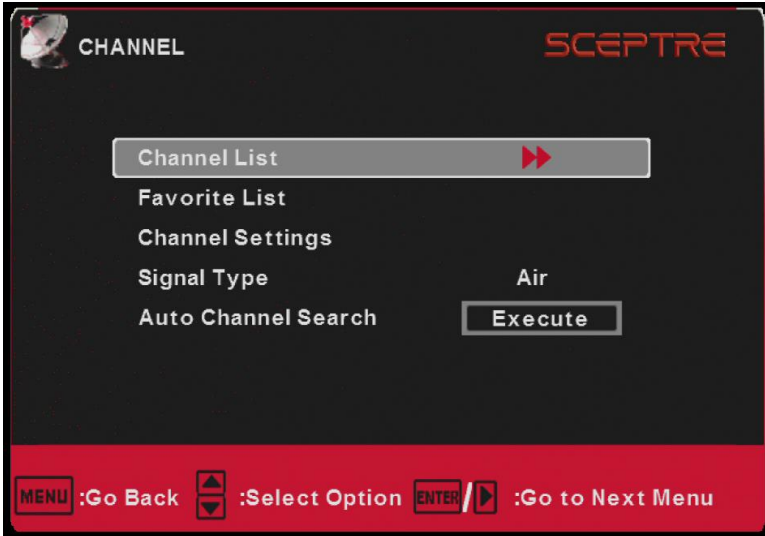 CHANNEL SCEPTRE
Channel List
Favorite List
Channel Settings
Signal Type Air
Auto Channel Search Execute
MENU :Go Back :Select Option ENTER/ :Go to Next Menu